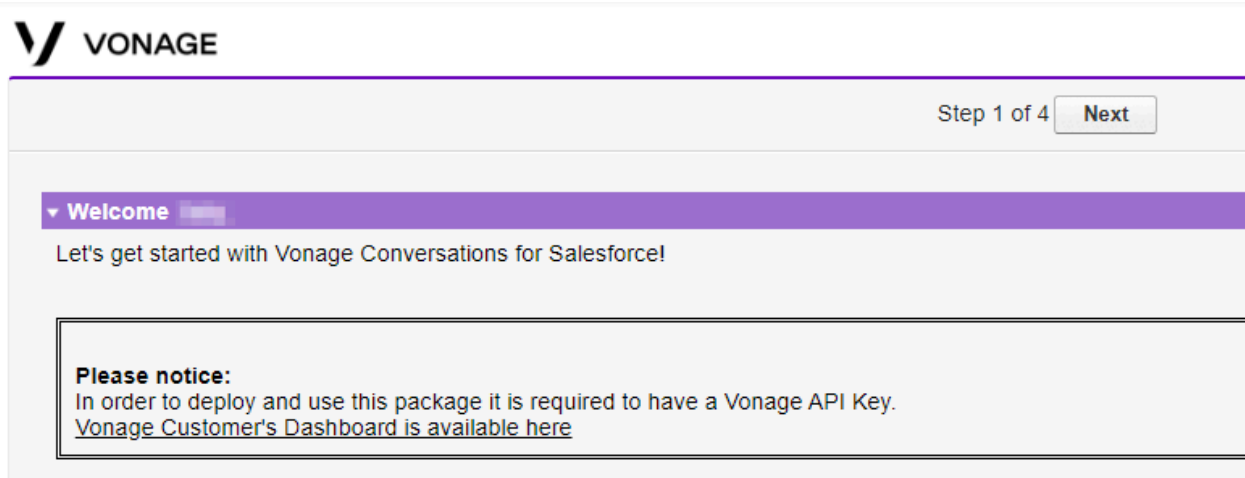 VONAGE
Step 1 of 4 Next
Welcome
Let's get started with Vonage Conversations for Salesforce!
Please notice:
In order to deploy and use this package it is required to have a Vonage API Key.
Vonage Customer's Dashboard is available here